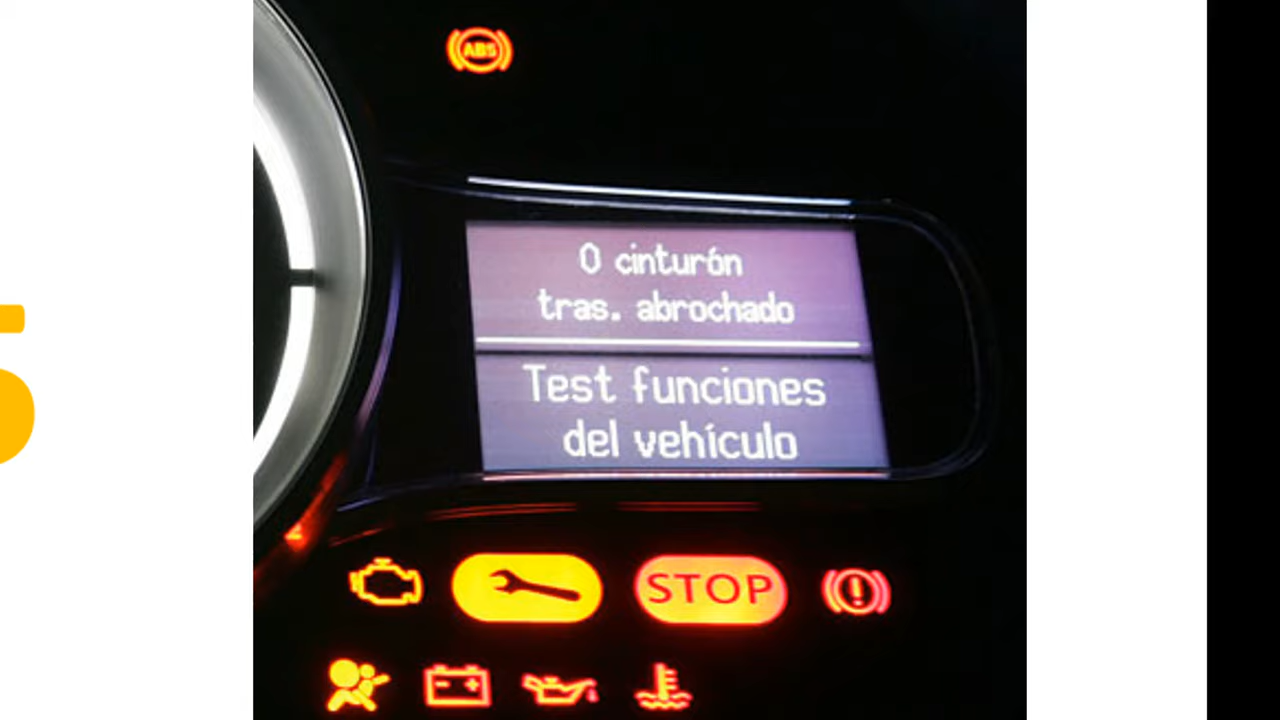 ABS
0 cinturón
tras. abrochado
Test funciones
del vehículo
STOP